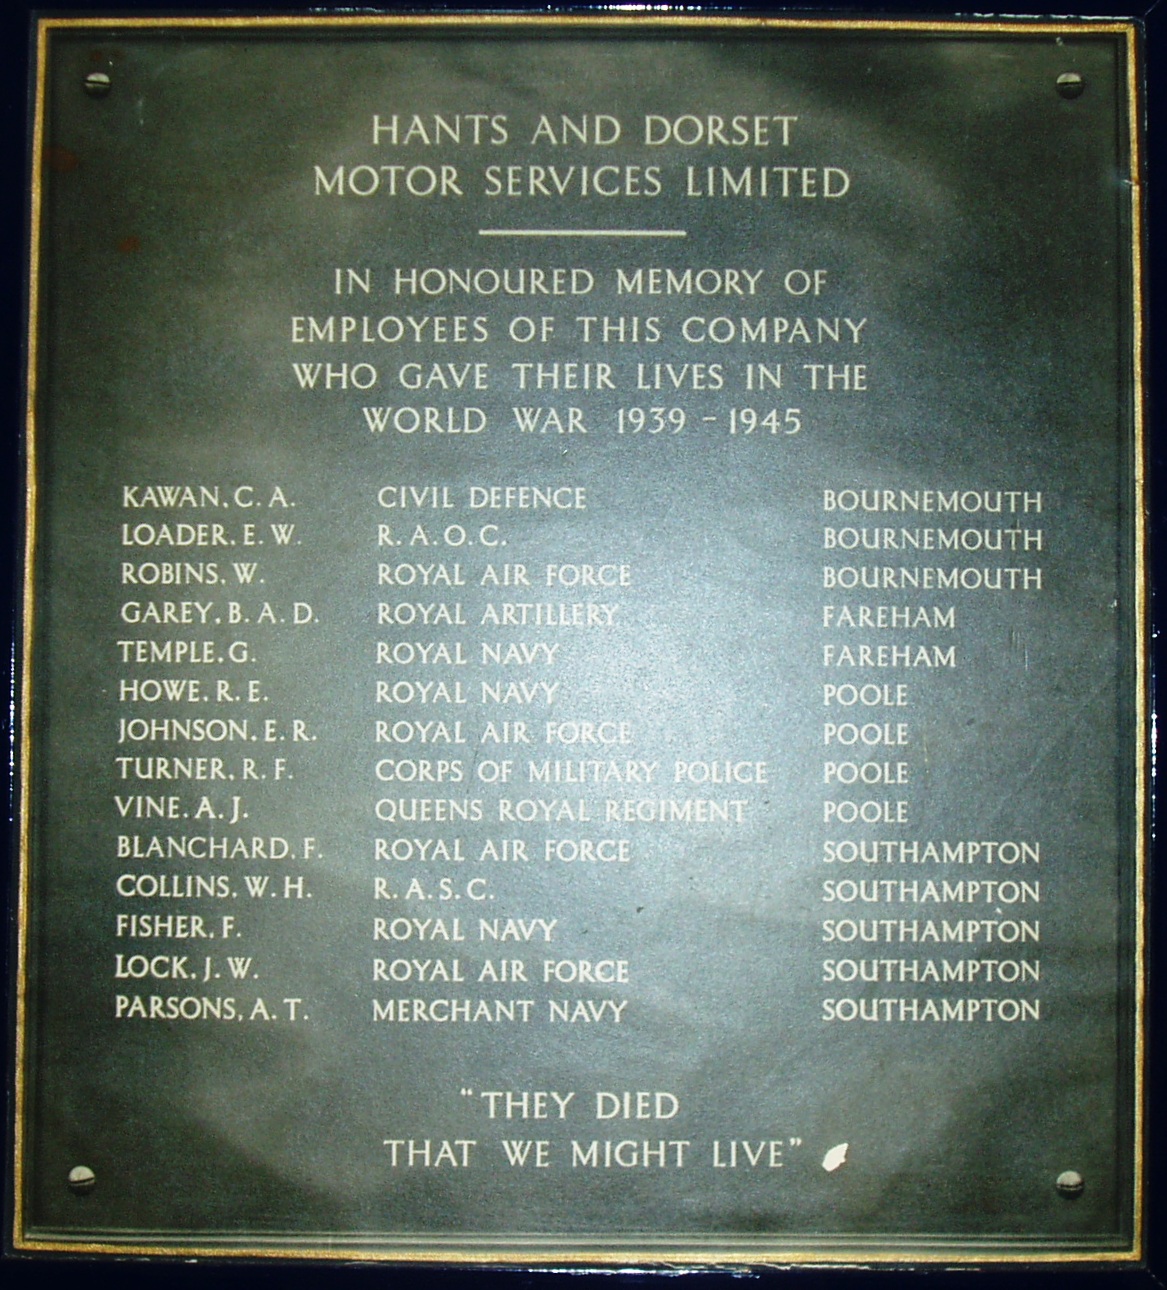 HANTS AND DORSET
MOTOR SERVICES LIMITED
IN HONOURED MEMORY OF
EMPLOYEES OF THIS COMPANY
WHO GAVE THEIR LIVES IN THE
WORLD WAR 1939 - 1945
KAWAN. C. A. CIVIL DEFENCE BOURNEMOUTH
LOADER. E. W. R. A. O. C. BOURNEMOUTH
ROBINS. W. ROYAL AIR FORCE BOURNEMOUTH
GAREY. B. A. D. ROYAL ARTILLERY FAREHAM
TEMPLE. G. ROYAL NAVY FAREHAM
HOWE. R. E. ROYAL NAVY POOLE
JOHNSON. E. R. ROYAL AIR FORCE POOLE
TURNER. R. F. CORPS OF MILITARY POLICE POOLE
VINE. A. J. QUEENS ROYAL REGIMENT POOLE
BLANCHARD. F. ROYAL AIR FORCE SOUTHAMPTON
COLLINS. W. H. R. A. S. C. SOUTHAMPTON
FISHER. F. ROYAL NAVY SOUTHAMPTON
LOCK. J. W. ROYAL AIR FORCE SOUTHAMPTON
PARSONS. A. T. MERCHANT NAVY SOUTHAMPTON
"THEY DIED
THAT WE MIGHT LIVE"